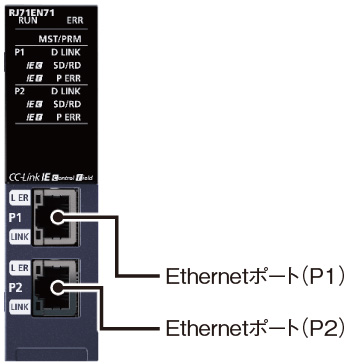 RJ71EN71
RUN ERR
MST/PRM
P1 D LINK
IE C SD/RD
IE F P ERR
P2 D LINK
IE C SD/RD
IE F P ERR
CC-Link IE Control Field
L ER
P1
LINK
Ethernetポート(P1)
L ER
P2
LINK
Ethernetポート(P2)